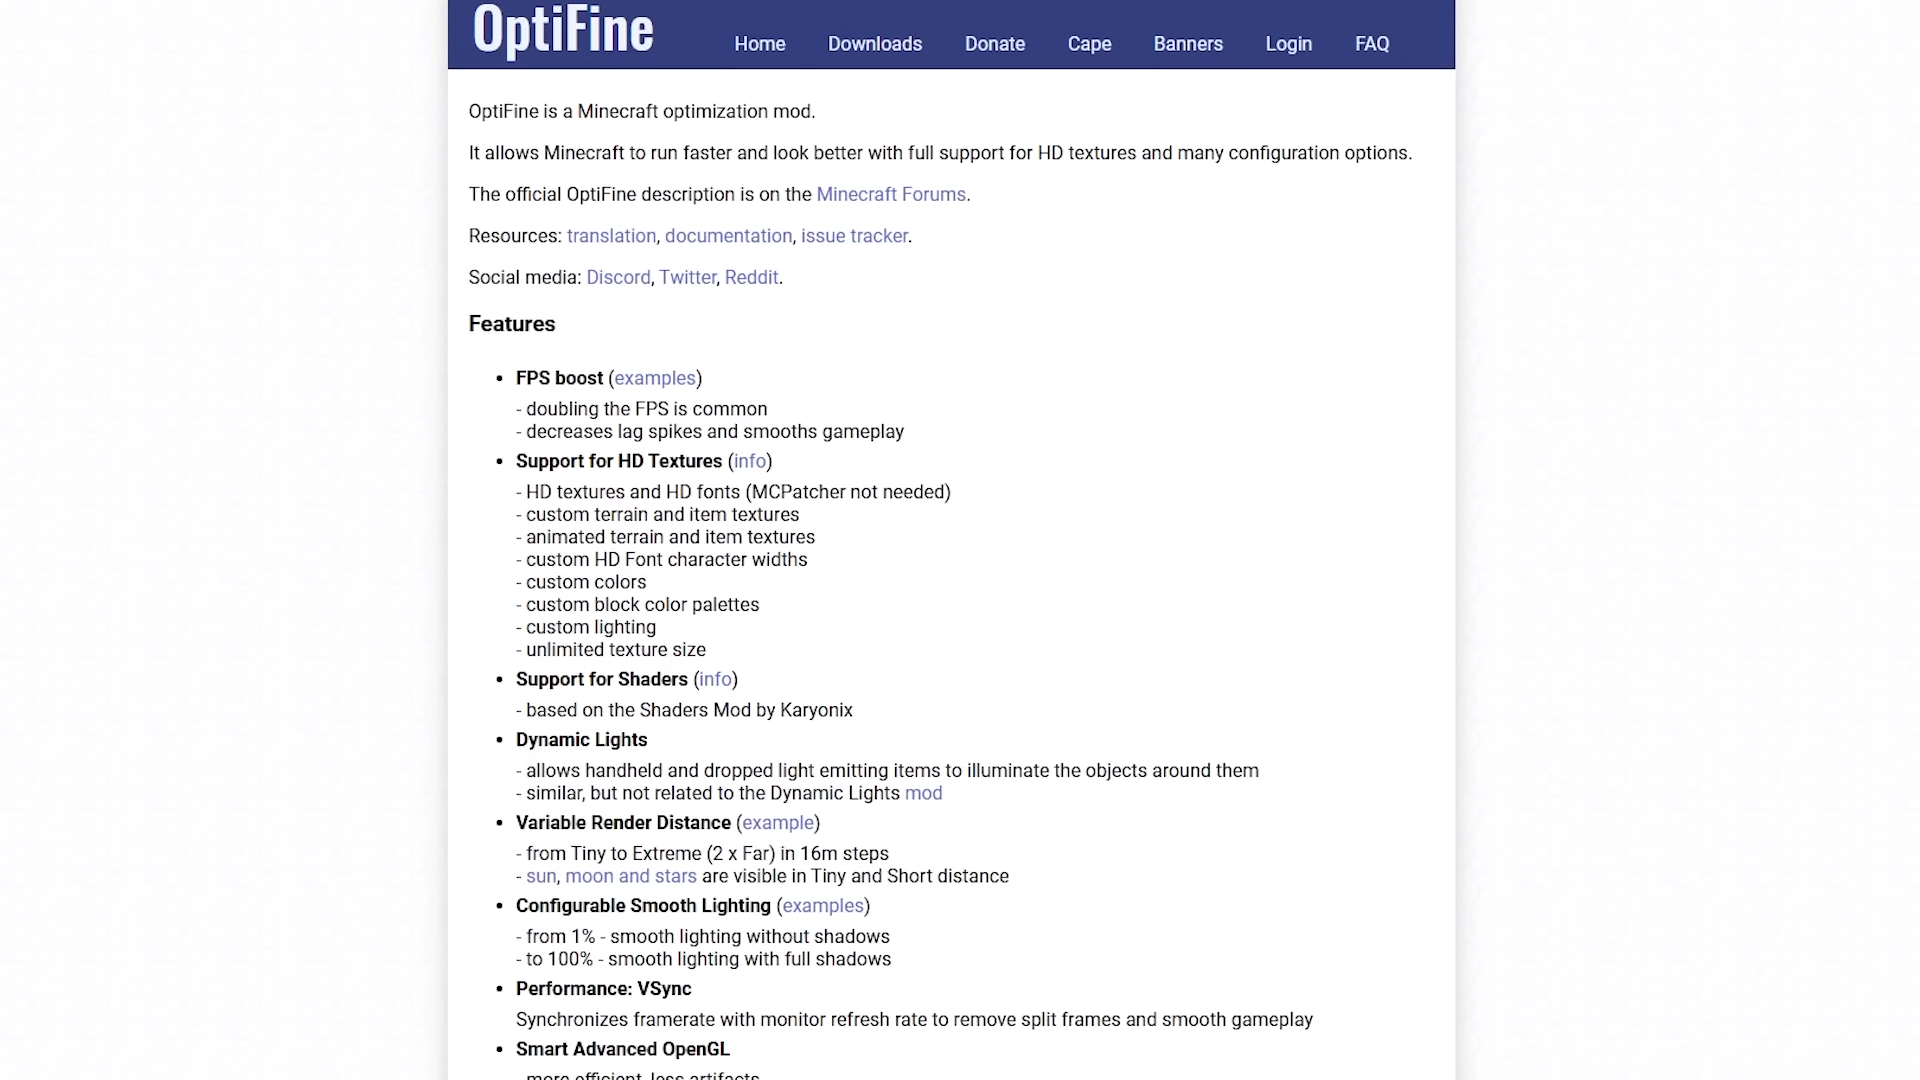 OptiFine
Home Downloads Donate Cape Banners Login FAQ
OptiFine is a Minecraft optimization mod.
It allows Minecraft to run faster and look better with full support for HD textures and many configuration options.
The official OptiFine description is on the Minecraft Forums.
Resources: translation, documentation, issue tracker.
Social media: Discord, Twitter, Reddit.
Features
• FPS boost (examples)
- doubling the FPS is common
- decreases lag spikes and smooths gameplay
• Support for HD Textures (info)
- HD textures and HD fonts (MCPatcher not needed)
- custom terrain and item textures
- animated terrain and item textures
- custom HD Font character widths
- custom colors
- custom block color palettes
- custom lighting
- unlimited texture size
• Support for Shaders (info)
- based on the Shaders Mod by Karyonix
• Dynamic Lights
- allows handheld and dropped light emitting items to illuminate the objects around them
- similar, but not related to the Dynamic Lights mod
• Variable Render Distance (example)
- from Tiny to Extreme (2 x Far) in 16m steps
- sun, moon and stars are visible in Tiny and Short distance
• Configurable Smooth Lighting (examples)
- from 1% - smooth lighting without shadows
- to 100% - smooth lighting with full shadows
• Performance: VSync
Synchronizes framerate with monitor refresh rate to remove split frames and smooth gameplay
• Smart Advanced OpenGL
- more efficient, less artifacts